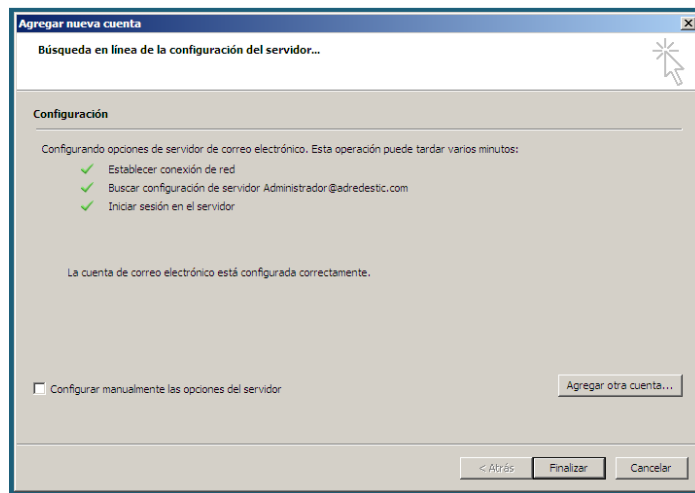 Agregar nueva cuenta
Búsqueda en línea de la configuración del servidor...
Configuración
Configurando opciones de servidor de correo electrónico. Esta operación puede tardar varios minutos:
Establecer conexión de red
Buscar configuración de servidor Administrador@adredestic.com
Iniciar sesión en el servidor
La cuenta de correo electrónico está configurada correctamente.
Configurar manualmente las opciones del servidor
Agregar otra cuenta...
< Atrás
Finalizar
Cancelar